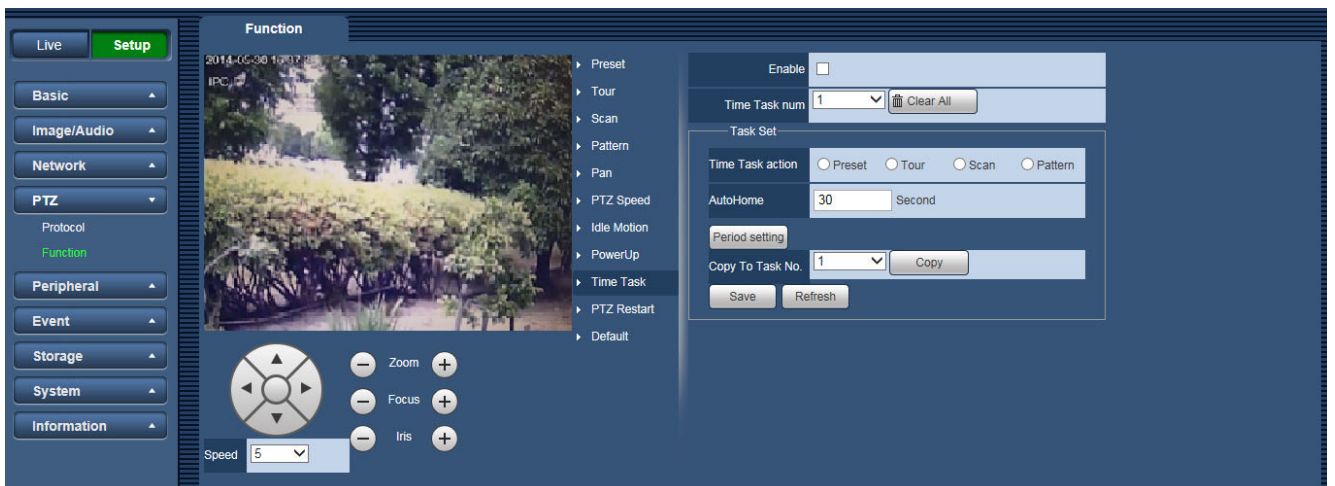 Live Setup
Basic
Image/Audio
Network
PTZ
Protocol
Function
Peripheral
Event
Storage
System
Information
Function
IPC
Zoom
Focus
Iris
Speed 5
Preset
Tour
Scan
Pattern
Pan
PTZ Speed
Idle Motion
PowerUp
Time Task
PTZ Restart
Default
Enable
Time Task num 1 Clear All
Task Set
Time Task action Preset Tour Scan Pattern
AutoHome 30 Second
Period setting
Copy To Task No. 1 Copy
Save Refresh